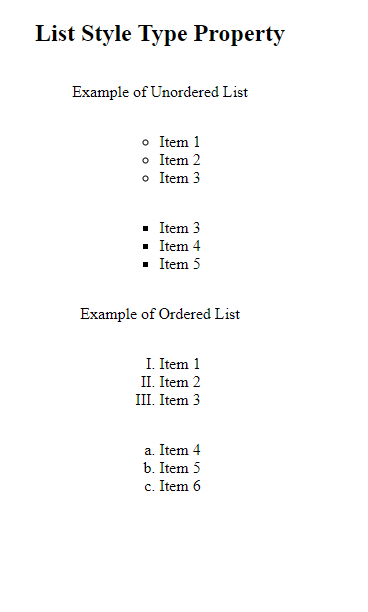 List Style Type Property
Example of Unordered List
Item 1
Item 2
Item 3
Item 3
Item 4
Item 5
Example of Ordered List
I. Item 1
II. Item 2
III. Item 3
a. Item 4
b. Item 5
c. Item 6